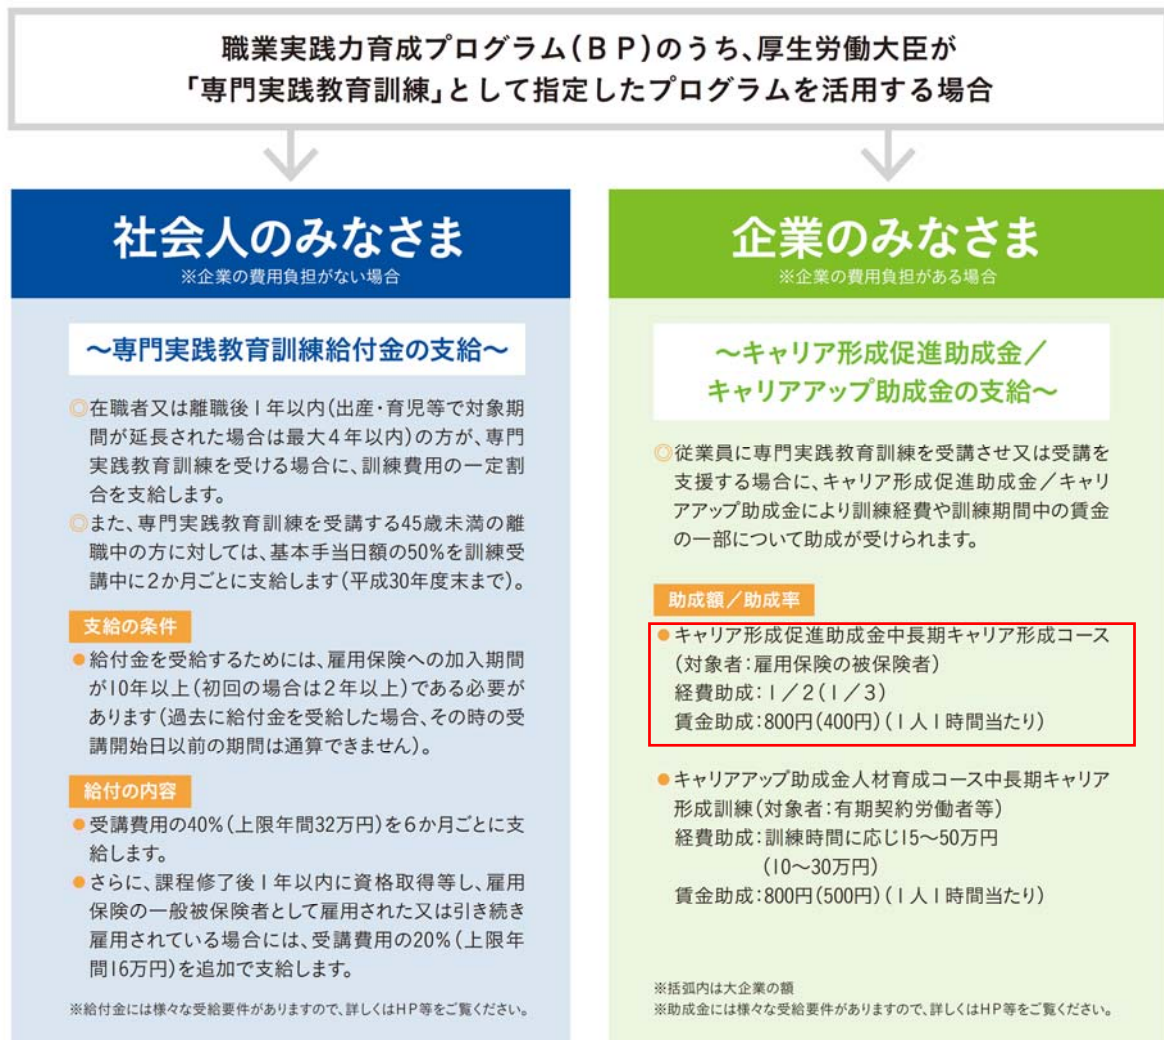 職業実践力育成プログラム(ＢＰ)のうち、厚生労働大臣が
「専門実践教育訓練」として指定したプログラムを活用する場合
社会人のみなさま
※企業の費用負担がない場合
〜専門実践教育訓練給付金の支給〜
◎在職者又は離職後1年以内(出産・育児等で対象期
間が延長された場合は最大4年以内)の方が、専門
実践教育訓練を受ける場合に、訓練費用の一定割
合を支給します。
◎また、専門実践教育訓練を受講する45歳未満の離
職中の方に対しては、基本手当日額の50%を訓練受
講中に2か月ごとに支給します(平成30年度末まで)。
支給の条件
●給付金を受給するためには、雇用保険への加入期間
が10年以上(初回の場合は2年以上)である必要が
あります(過去に給付金を受給した場合、その時の受
講開始日以前の期間は通算できません)。
給付の内容
●受講費用の40%(上限年間32万円)を6か月ごとに支
給します。
●さらに、課程修了後1年以内に資格取得等し、雇用
保険の一般被保険者として雇用された又は引き続き
雇用されている場合には、受講費用の20%(上限年
間16万円)を追加で支給します。
※給付金には様々な受給要件がありますので、詳しくはHP等をご覧ください。
企業のみなさま
※企業の費用負担がある場合
〜キャリア形成促進助成金／
キャリアアップ助成金の支給〜
◎従業員に専門実践教育訓練を受講させ又は受講を
支援する場合に、キャリア形成促進助成金／キャリ
アアップ助成金により訓練経費や訓練期間中の賃金
の一部について助成が受けられます。
助成額／助成率
●キャリア形成促進助成金中長期キャリア形成コース
(対象者:雇用保険の被保険者)
経費助成:1／2(1／3)
賃金助成:800円(400円)(1人1時間当たり)
●キャリアアップ助成金人材育成コース中長期キャリア
形成訓練(対象者:有期契約労働者等)
経費助成:訓練時間に応じ15〜50万円
(10〜30万円)
賃金助成:800円(500円)(1人1時間当たり)
※括弧内は大企業の額
※助成金には様々な受給要件がありますので、詳しくはHP等をご覧ください。